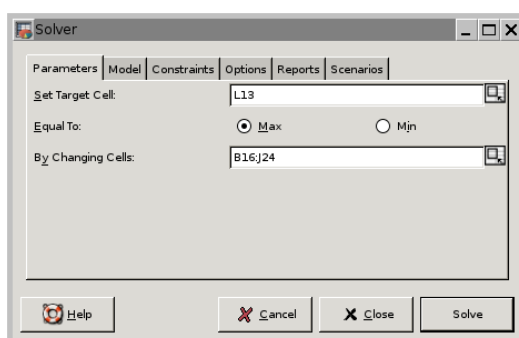 Solver
Parameters Model Constraints Options Reports Scenarios
Set Target Cell: L13
Equal To: Max Min
By Changing Cells: B16:J24
Help Cancel Close Solve